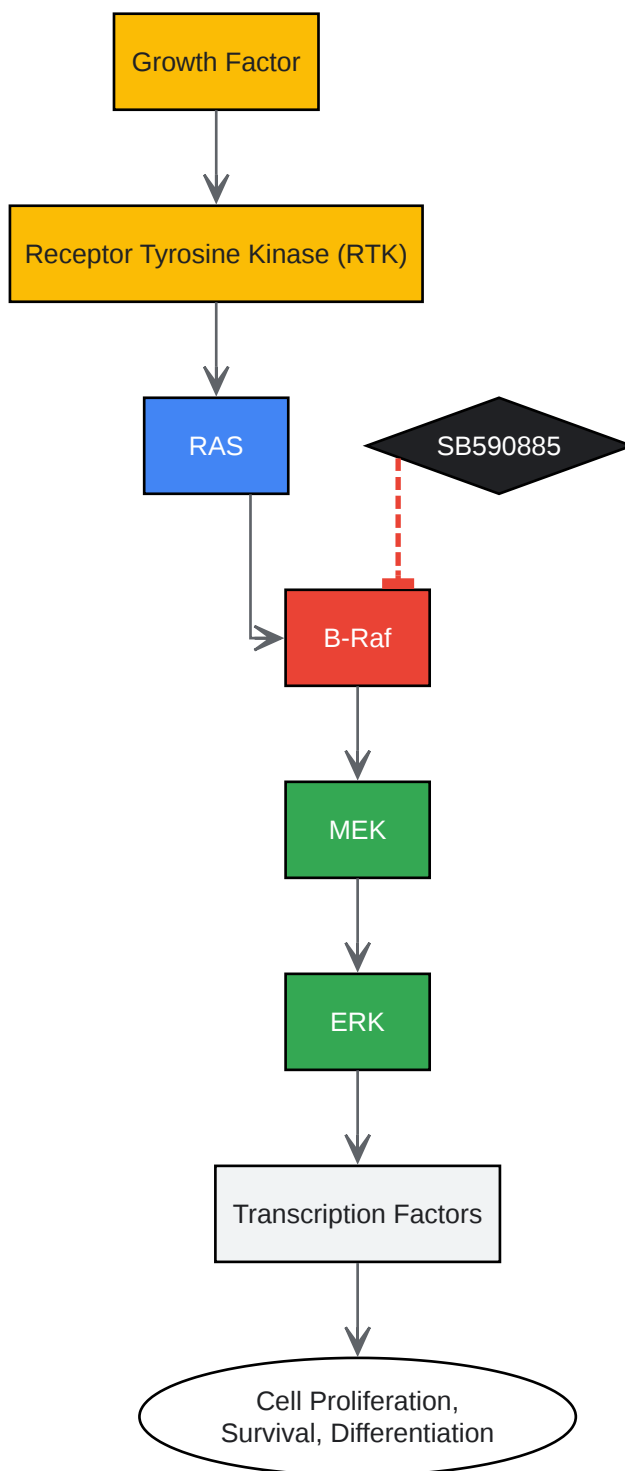 Growth Factor
Receptor Tyrosine Kinase (RTK)
RAS
SB590885
B-Raf
MEK
ERK
Transcription Factors
Cell Proliferation,
Survival, Differentiation